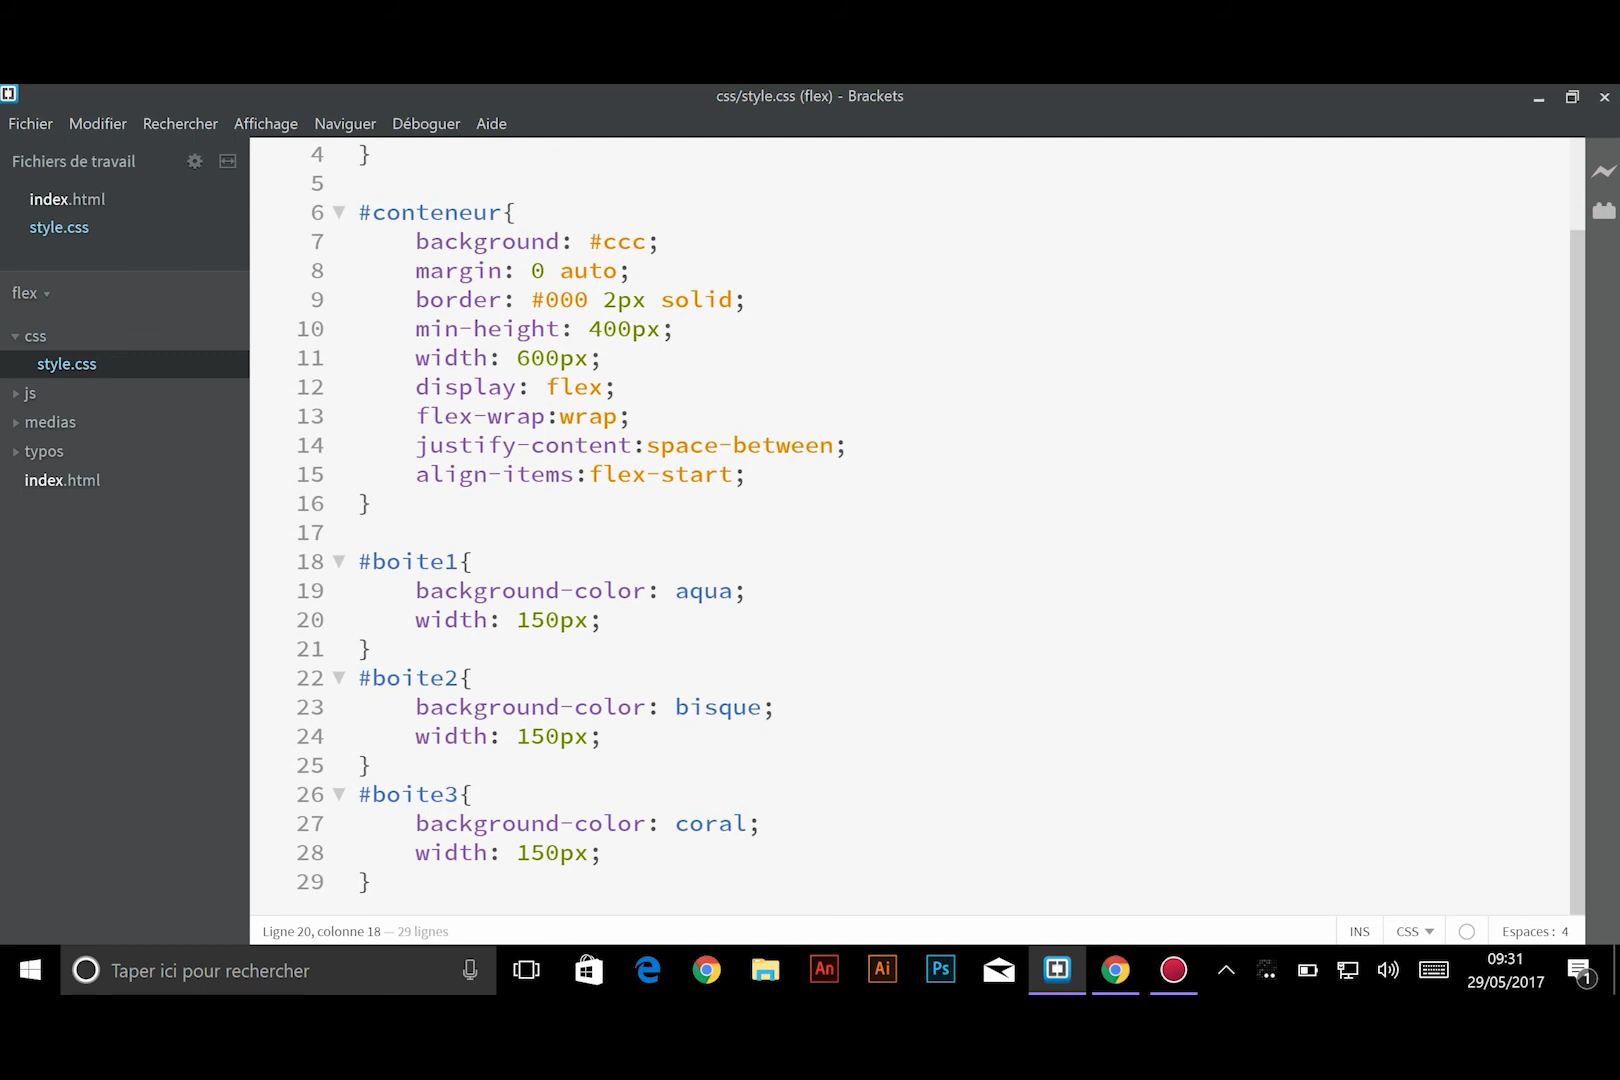 css/style.css (flex) - Brackets
Fichier Modifier Rechercher Affichage Naviguer Déboguer Aide
Fichiers de travail
index.html
style.css
flex
css
style.css
js
medias
typos
index.html
4 }
5
6 #conteneur{
7 background: #ccc;
8 margin: 0 auto;
9 border: #000 2px solid;
10 min-height: 400px;
11 width: 600px;
12 display: flex;
13 flex-wrap:wrap;
14 justify-content:space-between;
15 align-items:flex-start;
16 }
17
18 #boite1{
19 background-color: aqua;
20 width: 150px;
21 }
22 #boite2{
23 background-color: bisque;
24 width: 150px;
25 }
26 #boite3{
27 background-color: coral;
28 width: 150px;
29 }
Ligne 20, colonne 18 — 29 lignes INS CSS Espaces : 4
Taper ici pour rechercher An Ai Ps 09:31
29/05/2017 1